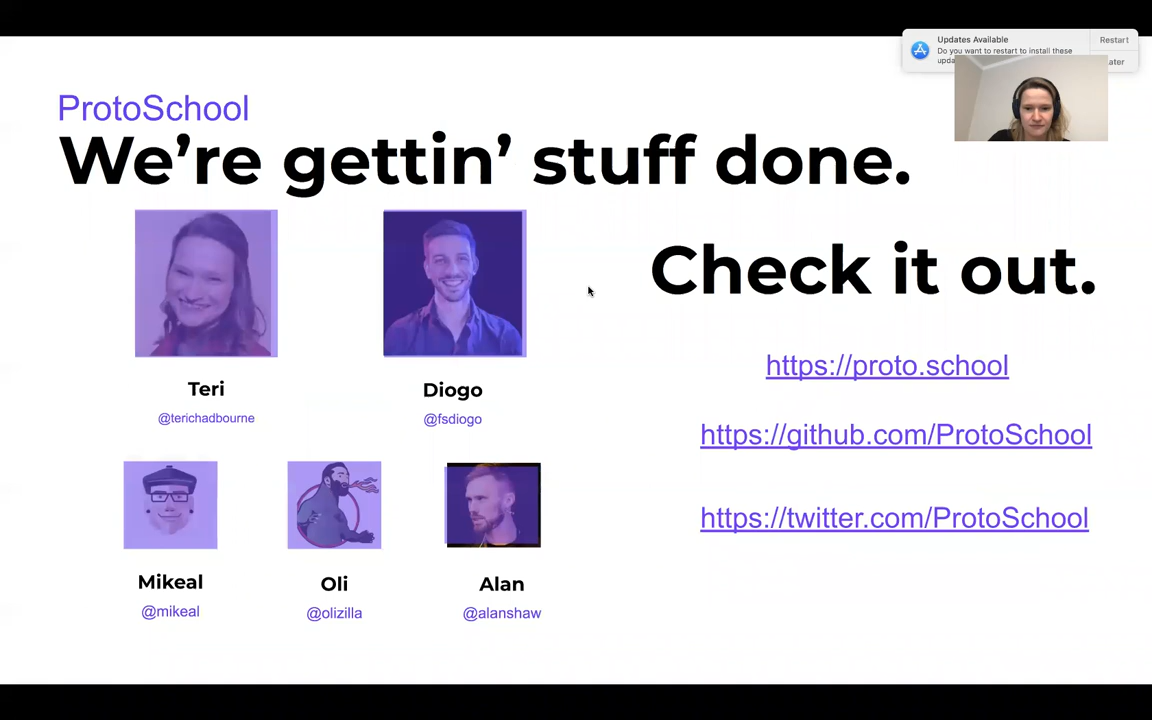 Updates Available
Do you want to restart to install these
Restart
ProtoSchool
We're gettin' stuff done.
Check it out.
Teri
@terichadbourne
Diogo
@fsdiogo
https://proto.school
https://github.com/ProtoSchool
https://twitter.com/ProtoSchool
Mikeal
@mikeal
Oli
@olizilla
Alan
@alanshaw